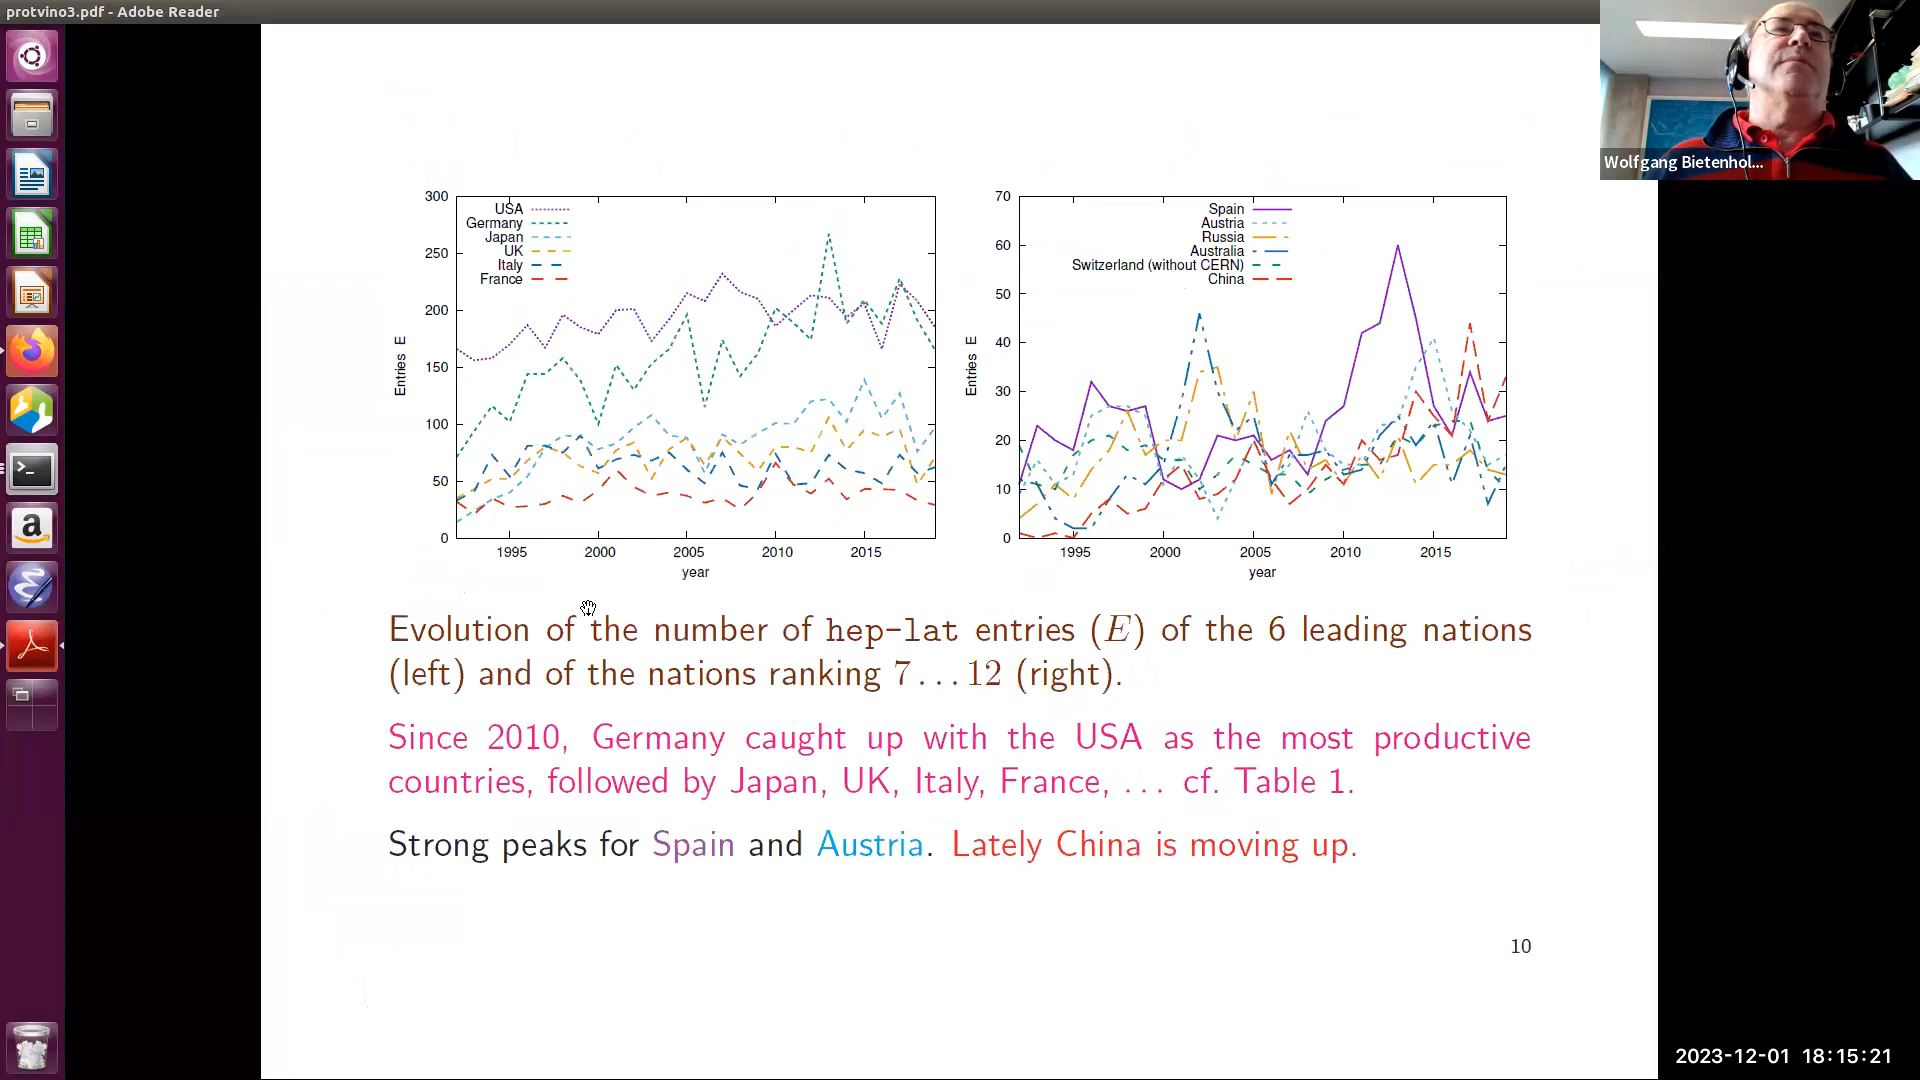 protvino3.pdf - Adobe Reader
Wolfgang Bietenhol...
300
250
200
150
100
50
0
Entries E
USA
Germany
Japan
UK
Italy
France
1995 2000 2005 2010 2015
year
70
60
50
40
30
20
10
0
Entries E
Spain
Austria
Russia
Australia
Switzerland (without CERN)
China
1995 2000 2005 2010 2015
year
Evolution of the number of hep-lat entries (E) of the 6 leading nations
(left) and of the nations ranking 7...12 (right).
Since 2010, Germany caught up with the USA as the most productive
countries, followed by Japan, UK, Italy, France, ... cf. Table 1.
Strong peaks for Spain and Austria. Lately China is moving up.
10
2023-12-01 18:15:21